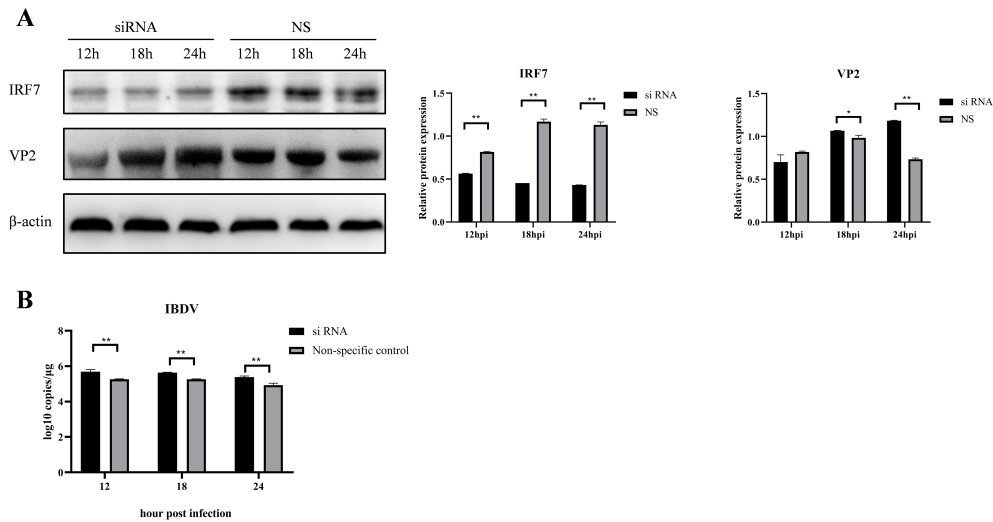 A
siRNA NS
12h 18h 24h 12h 18h 24h
IRF7
VP2
β-actin
IRF7
Relative protein expression
1.5
1.0
0.5
0.0
** ** **
si RNA
NS
12hpi 18hpi 24hpi
VP2
Relative protein expression
1.5
1.0
0.5
0.0
* **
si RNA
NS
12hpi 18hpi 24hpi
B
IBDV
log10 copies/μg
8
6
4
2
0
** ** **
si RNA
Non-specific control
12 18 24
hour post infection